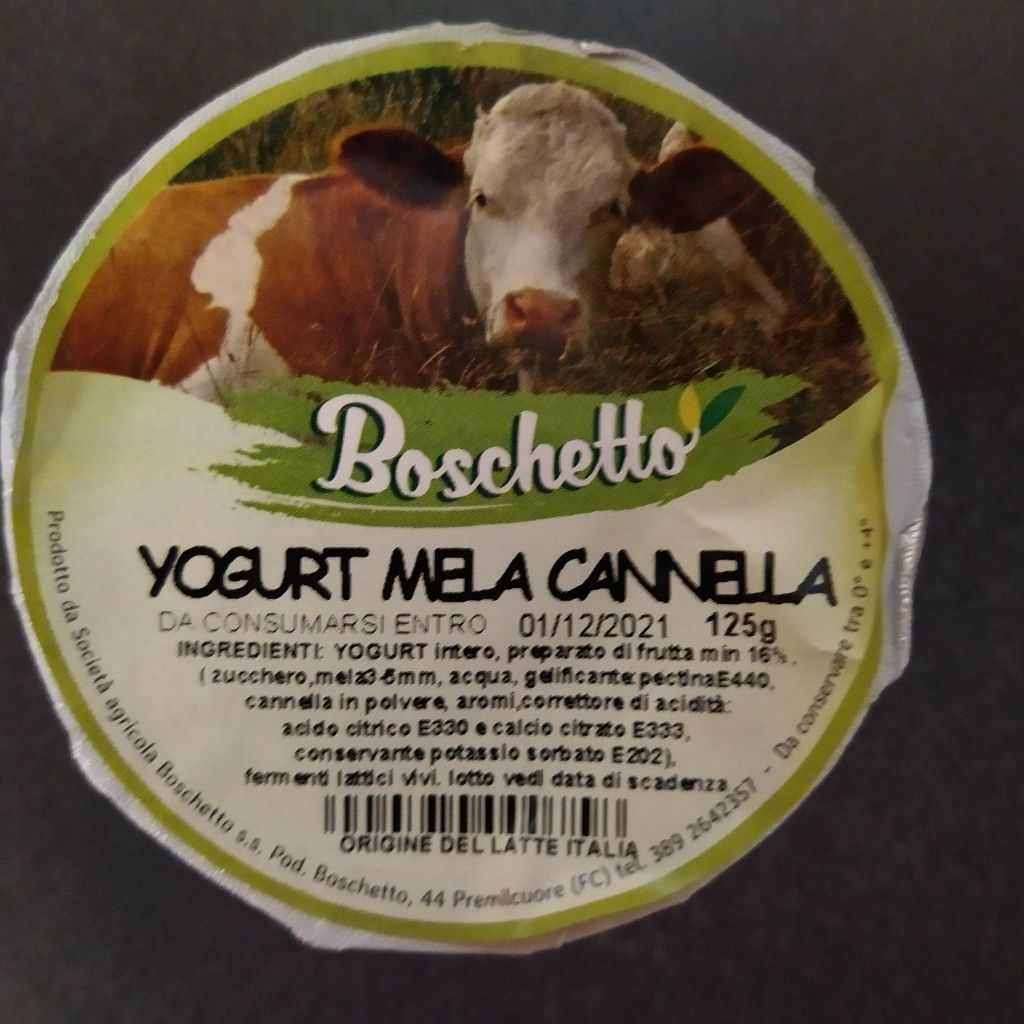 Boschetto
YOGURT MELA CANNELLA
DA CONSUMARSI ENTRO 01/12/2021 125g
INGREDIENTI: YOGURT intero, preparato di frutta min 16%.
( zucchero,mela3-5mm, acqua, gelificante:pectinaE440,
cannella in polvere, aromi,correttore di acidità:
acido citrico E330 e calcio citrato E333,
conservante potassio sorbato E202),
fermenti lattici vivi. lotto vedi data di scadenza
ORIGINE DEL LATTE ITALIA
Prodotto da Società agricola Boschetto s.s. Pod. Boschetto, 44 Premilcuore (FC) tel. 389 2642357 - Da conservare tra 0° e +4°